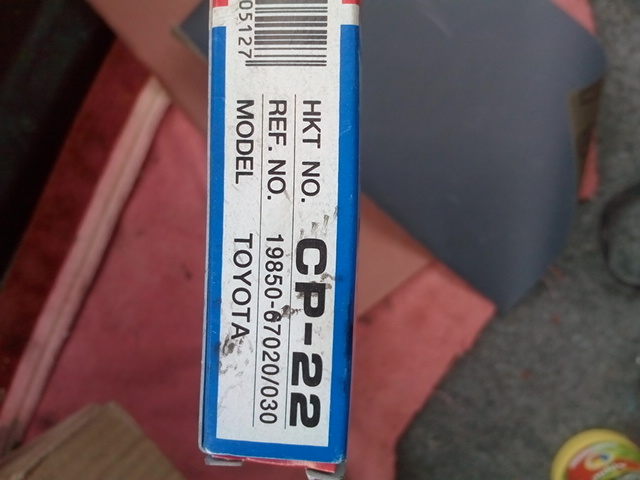 05127
HKT NO. CP-22
REF. NO. 19850-67020/030
MODEL TOYOTA